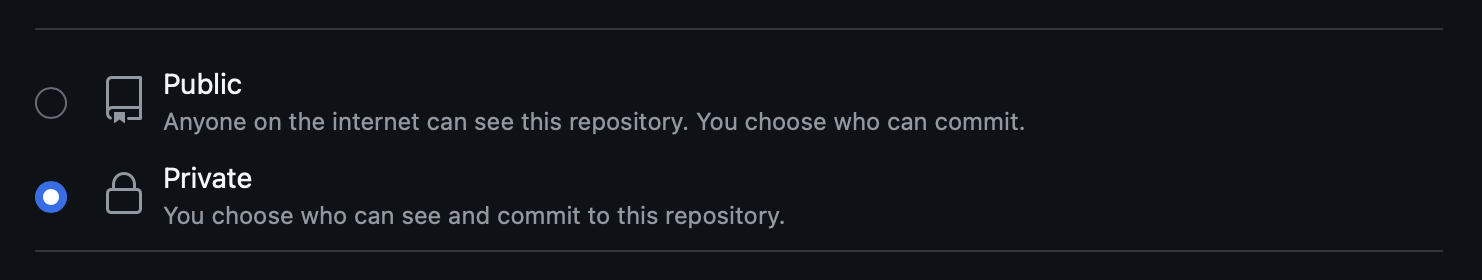 Public
Anyone on the internet can see this repository. You choose who can commit.
Private
You choose who can see and commit to this repository.